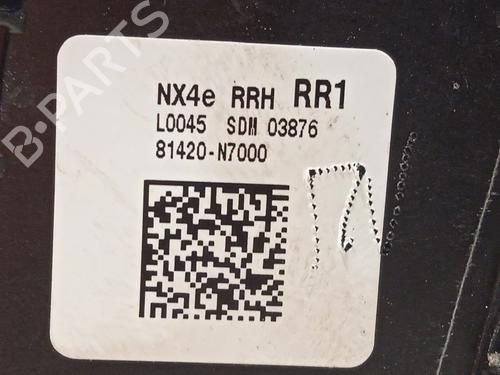 NX4e RRH RR1
L0045 SDM 03876
81420-N7000
B-PARTS